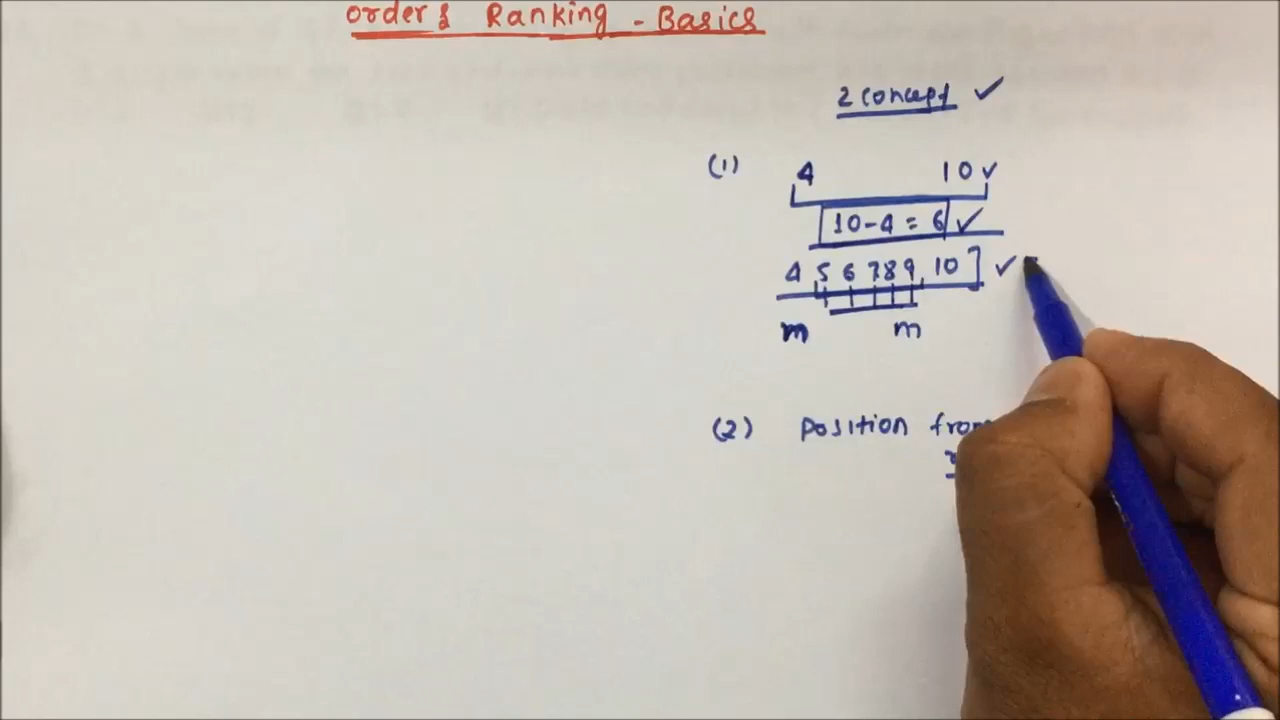 Order & Ranking - Basics
2 concept ✓
(1) 4 10 ✓
10 - 4 = 6 ✓
4 5 6 7 8 9 10 ] ✓
m m
(2) Position from